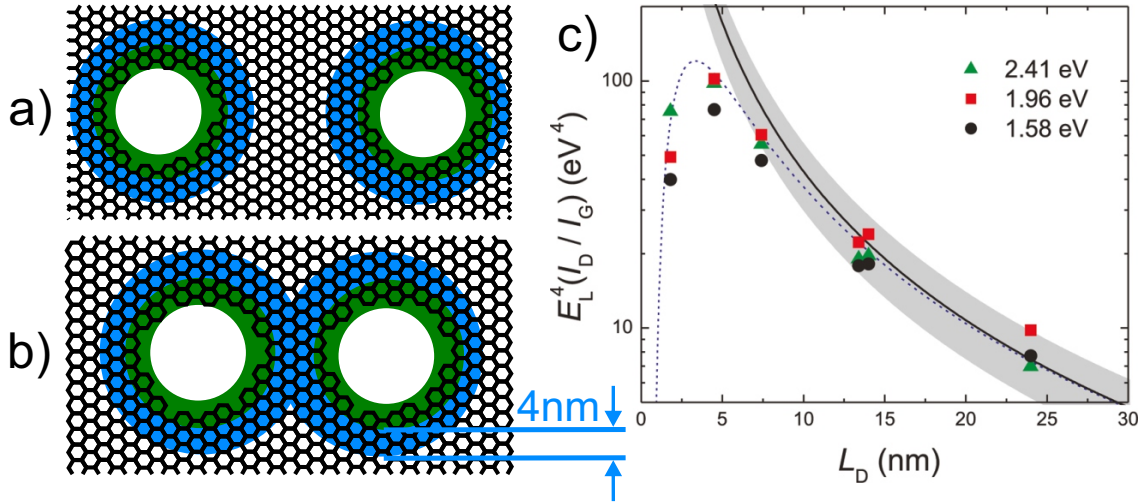 a)
b)
4nm
c)
2.41 eV
1.96 eV
1.58 eV
100
10
0 5 10 15 20 25 30
E_L^4(I_D / I_G) (eV^4)
L_D (nm)